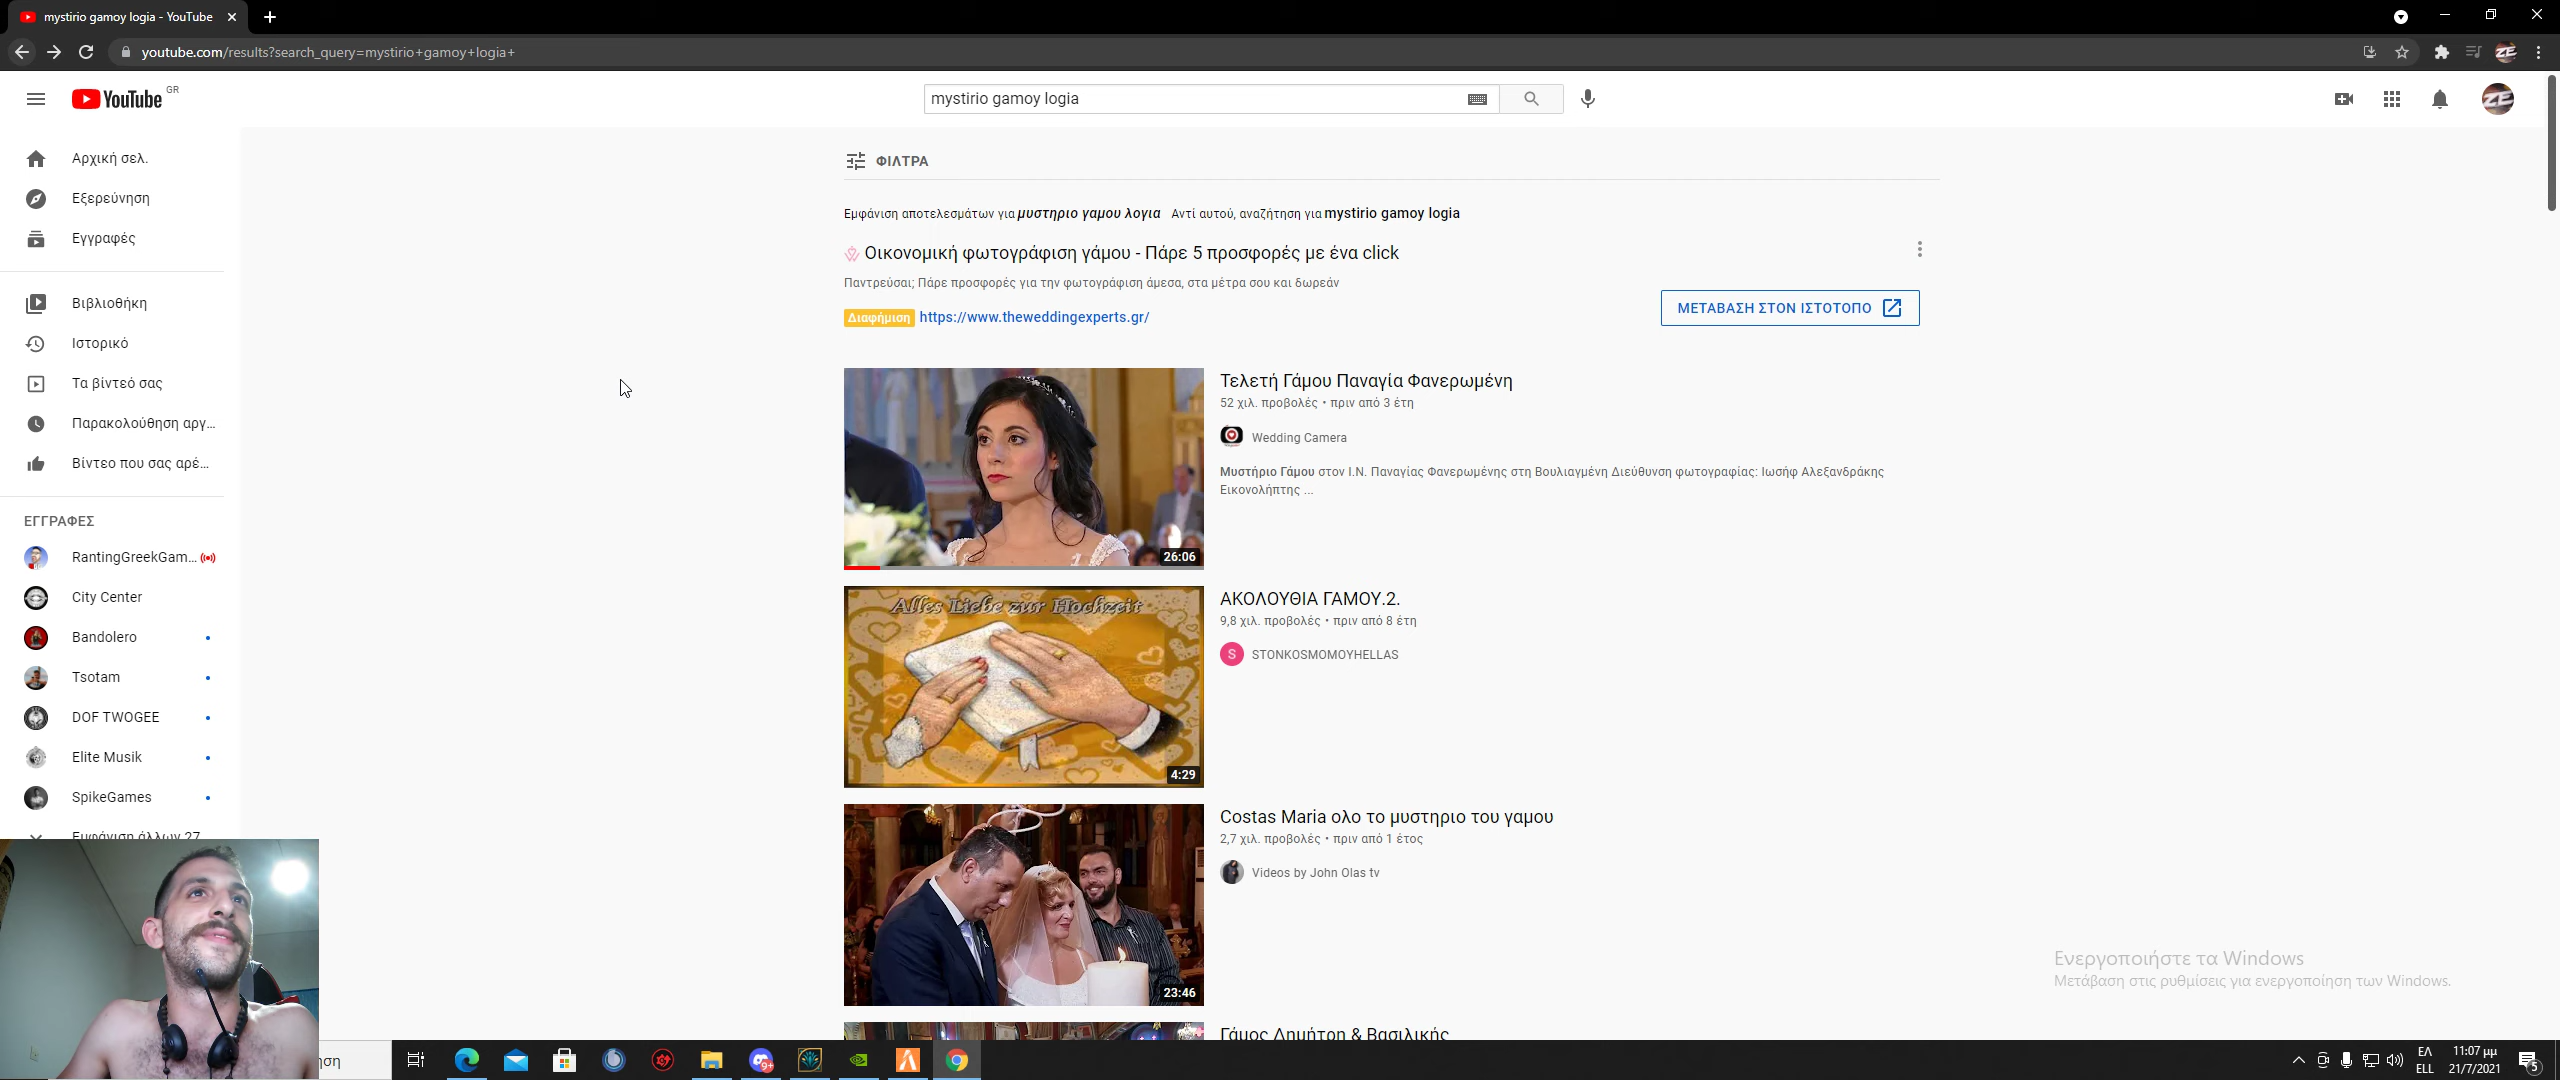 mystirio gamoy logia - YouTube
youtube.com/results?search_query=mystirio+gamoy+logia+
YouTube GR
mystirio gamoy logia
Αρχική σελ.
Εξερεύνηση
Εγγραφές
Βιβλιοθήκη
Ιστορικό
Τα βίντεό σας
Παρακολούθηση αργ...
Βίντεο που σας αρέ...
ΕΓΓΡΑΦΕΣ
RantingGreekGam...
City Center
Bandolero
Tsotam
DOF TWOGEE
Elite Musik
SpikeGames
Εμφάνιση άλλων 27
ΦΙΛΤΡΑ
Εμφάνιση αποτελεσμάτων για μυστηριο γαμου λογια Αντί αυτού, αναζήτηση για mystirio gamoy logia
Οικονομική φωτογράφιση γάμου - Πάρε 5 προσφορές με ένα click
Παντρεύσαι; Πάρε προσφορές για την φωτογράφιση άμεσα, στα μέτρα σου και δωρεάν
Διαφήμιση https://www.theweddingexperts.gr/
ΜΕΤΑΒΑΣΗ ΣΤΟΝ ΙΣΤΟΤΟΠΟ
26:06
Τελετή Γάμου Παναγία Φανερωμένη
52 χιλ. προβολές • πριν από 3 έτη
Wedding Camera
Μυστήριο Γάμου στον Ι.Ν. Παναγίας Φανερωμένης στη Βουλιαγμένη Διεύθυνση φωτογραφίας: Ιωσήφ Αλεξανδράκης
Εικονολήπτης ...
Alles Liebe zur Hochzeit
4:29
ΑΚΟΛΟΥΘΙΑ ΓΑΜΟΥ.2.
9,8 χιλ. προβολές • πριν από 8 έτη
S STONKOSMOMOYHELLAS
23:46
Costas Maria ολο το μυστηριο του γαμου
2,7 χιλ. προβολές • πριν από 1 έτος
Videos by John Olas tv
Γάμος Δημήτρη & Βασιλικής
Ενεργοποιήστε τα Windows
Μετάβαση στις ρυθμίσεις για ενεργοποίηση των Windows.
ηση
9+
ΕΛ
ELL
11:07 μμ
21/7/2021
5